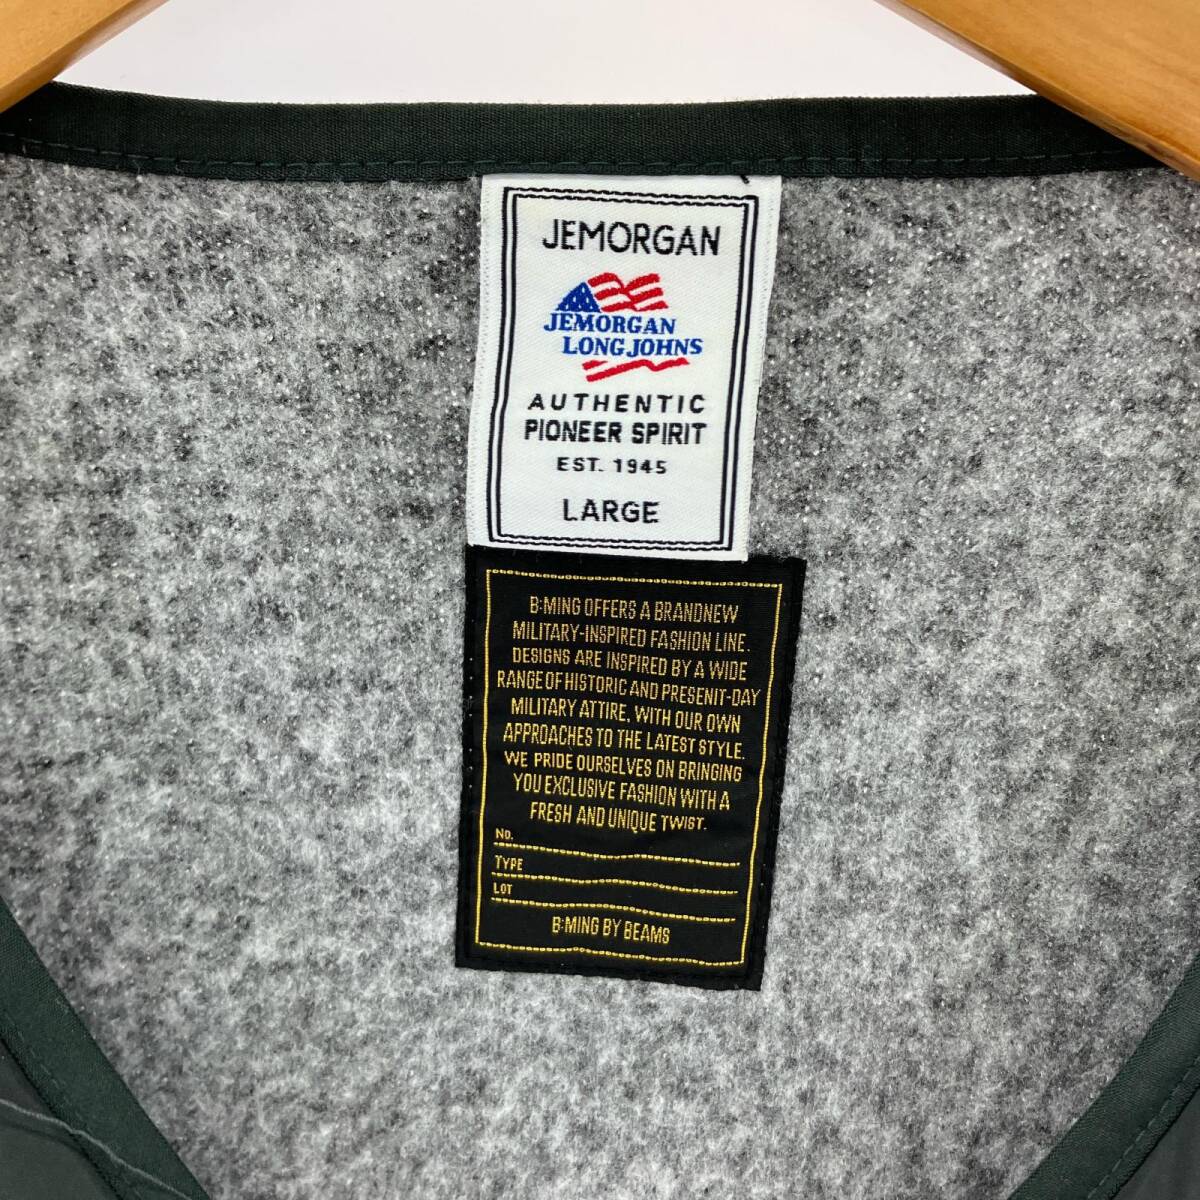 JEMORGAN
JEMORGAN
LONGJOHNS
AUTHENTIC
PIONEER SPIRIT
EST. 1945
LARGE
B:MING OFFERS A BRANDNEW
MILITARY-INSPIRED FASHION LINE.
DESIGNS ARE INSPIRED BY A WIDE
RANGE OF HISTORIC AND PRESENIT-DAY
MILITARY ATTIRE, WITH OUR OWN
APPROACHES TO THE LATEST STYLE.
WE PRIDE OURSELVES ON BRINGING
YOU EXCLUSIVE FASHION WITH A
FRESH AND UNIQUE TWIST.
No.
TYPE
LOT
B:MING BY BEAMS